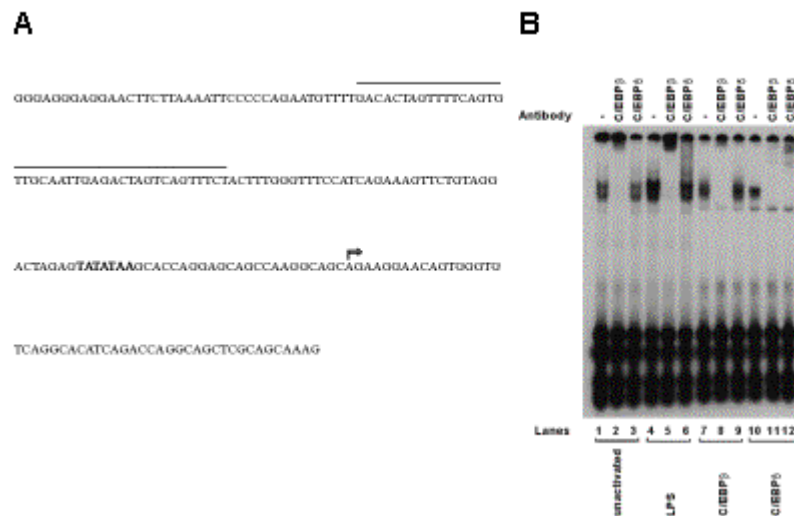 A
B
GGGAGGGAGGAACTTCTTAAAATTCCCCCAGAATGTTTTGACACTAGTTTTCAGTG
TTGCAATTGAGACTAGTCAGTTTCTACTTTGGGTTTCCATCAGAAAGTTCTGTAGG
ACTAGAGTATATAAGCACCAGGAGCAGCCAAGGCAGCAGAAGGAACAGTGGGTG
TCAGGCACATCAGACCAGGCAGCTCGCAGCAAAG
Antibody - C/EBPβ C/EBPδ - C/EBPβ C/EBPδ - C/EBPβ C/EBPδ - C/EBPβ C/EBPδ
Lanes 1 2 3 4 5 6 7 8 9 10 11 12
unactivated LPS C/EBPβ C/EBPδ